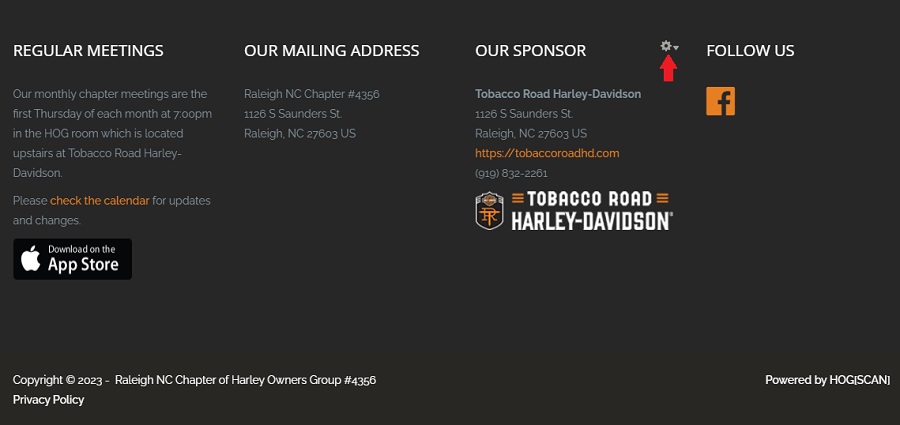 REGULAR MEETINGS
Our monthly chapter meetings are the
first Thursday of each month at 7:00pm
in the HOG room which is located
upstairs at Tobacco Road Harley-
Davidson.
Please check the calendar for updates
and changes.
Download on the
App Store
OUR MAILING ADDRESS
Raleigh NC Chapter #4356
1126 S Saunders St.
Raleigh, NC 27603 US
OUR SPONSOR
Tobacco Road Harley-Davidson
1126 S Saunders St.
Raleigh, NC 27603 US
https://tobaccoroadhd.com
(919) 832-2261
TOBACCO ROAD
HARLEY-DAVIDSON
FOLLOW US
Copyright © 2023 - Raleigh NC Chapter of Harley Owners Group #4356
Privacy Policy
Powered by HOG[SCAN]